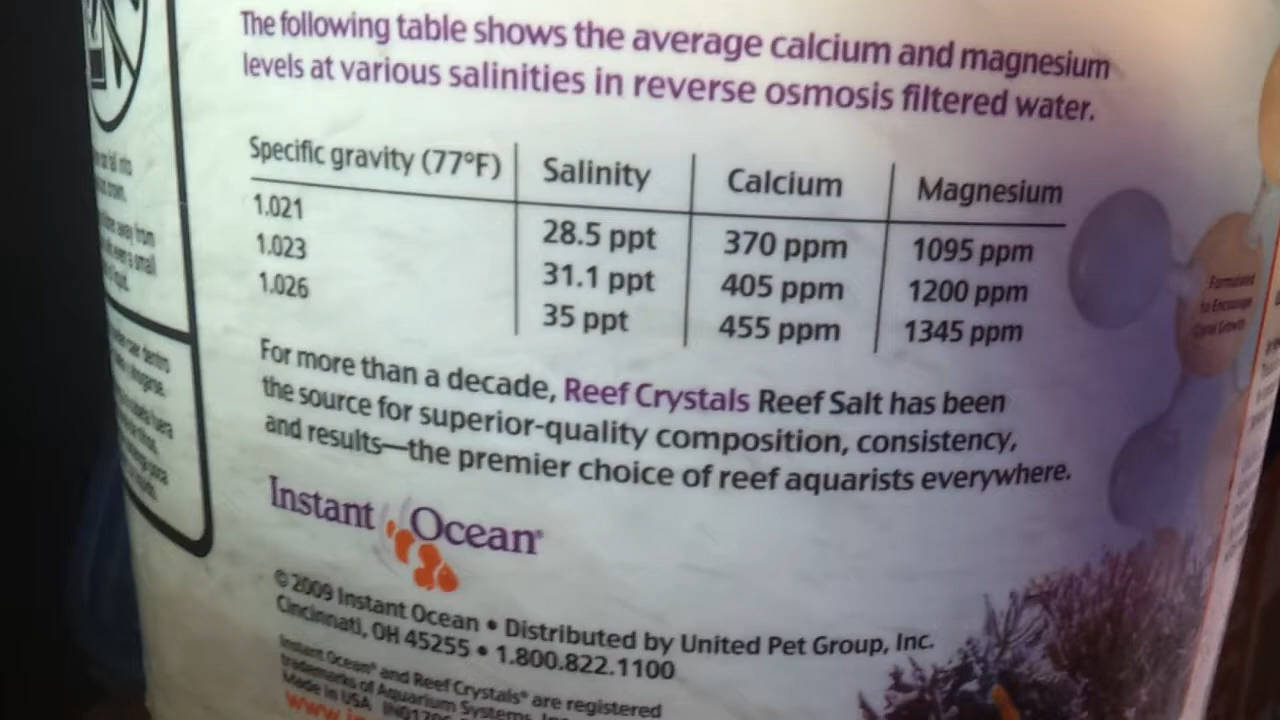 The following table shows the average calcium and magnesium
levels at various salinities in reverse osmosis filtered water.
Specific gravity (77°F) Salinity Calcium Magnesium
1.021 28.5 ppt 370 ppm 1095 ppm
1.023 31.1 ppt 405 ppm 1200 ppm
1.026 35 ppt 455 ppm 1345 ppm
For more than a decade, Reef Crystals Reef Salt has been
the source for superior-quality composition, consistency,
and results—the premier choice of reef aquarists everywhere.
Instant Ocean®
© 2009 Instant Ocean • Distributed by United Pet Group, Inc.
Cincinnati, OH 45255 • 1.800.822.1100
Instant Ocean® and Reef Crystals® are registered
trademarks of Aquarium Systems, Inc.
Made in USA
Formulated
to Encourage
Coral Growth